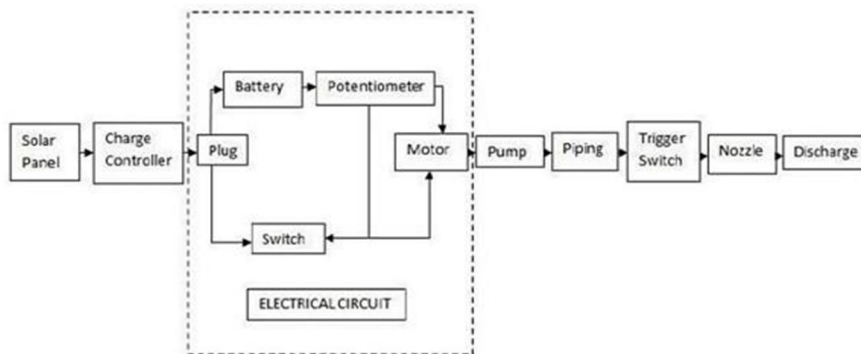 Solar
Panel
Charge
Controller
Plug
Battery
Potentiometer
Switch
Motor
ELECTRICAL CIRCUIT
Pump
Piping
Trigger
Switch
Nozzle
Discharge